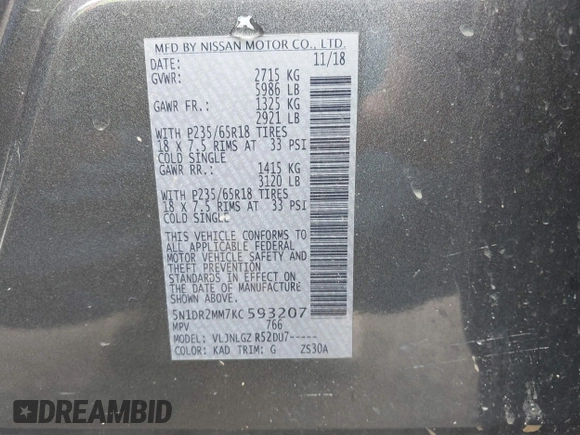 MFD BY NISSAN MOTOR CO., LTD.
DATE: 11/18
GVWR: 2715 KG
5986 LB
GAWR FR.: 1325 KG
2921 LB
WITH P235/65R18 TIRES
18 X 7.5 RIMS AT 33 PSI
COLD SINGLE
GAWR RR.: 1415 KG
3120 LB
WITH P235/65R18 TIRES
18 X 7.5 RIMS AT 33 PSI
COLD SINGLE
THIS VEHICLE CONFORMS TO
ALL APPLICABLE FEDERAL
MOTOR VEHICLE SAFETY AND
THEFT PREVENTION
STANDARDS IN EFFECT ON
THE DATE OF MANUFACTURE
SHOWN ABOVE.
5N1DR2MM7KC593207
MPV 766
MODEL: VLJNLGZ R52DU7-----
COLOR: KAD TRIM: G ZS30A
DREAMBID